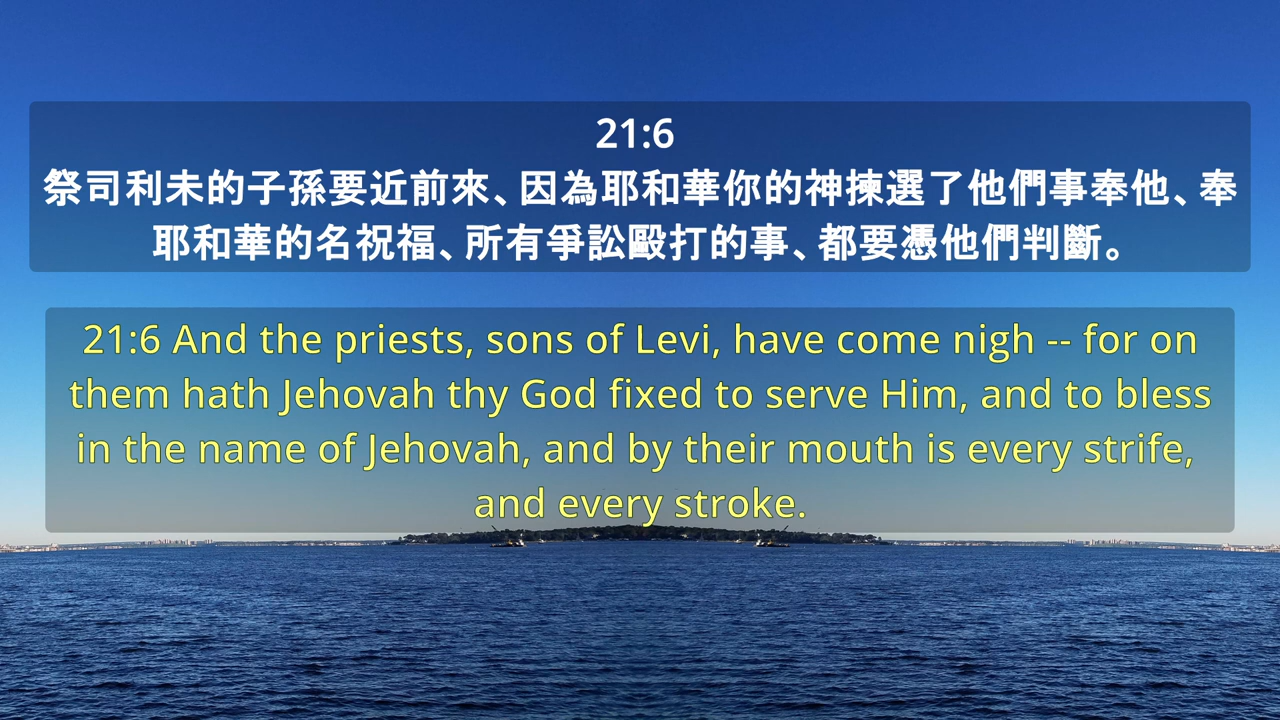 21:6
祭司利未的子孫要近前來、因為耶和華你的神揀選了他們事奉他、奉
耶和華的名祝福、所有爭訟毆打的事、都要憑他們判斷。
21:6 And the priests, sons of Levi, have come nigh -- for on
them hath Jehovah thy God fixed to serve Him, and to bless
in the name of Jehovah, and by their mouth is every strife,
and every stroke.